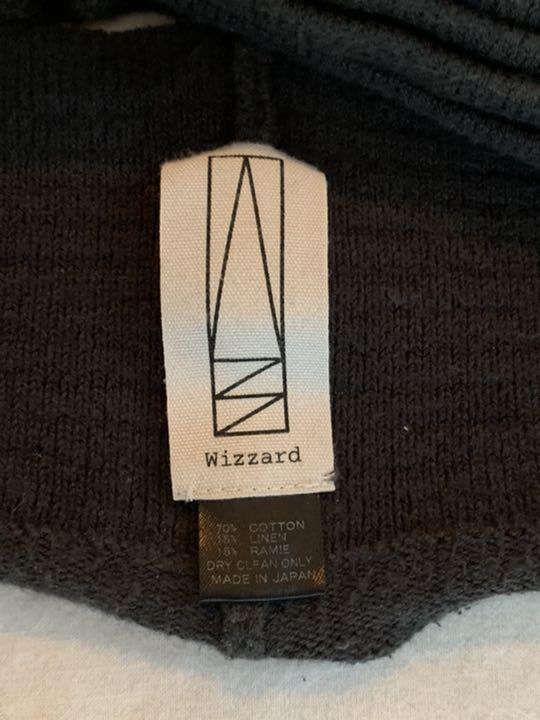 Wizzard
70% COTTON
15% LINEN
15% RAMIE
DRY CLEAN ONLY
MADE IN JAPAN